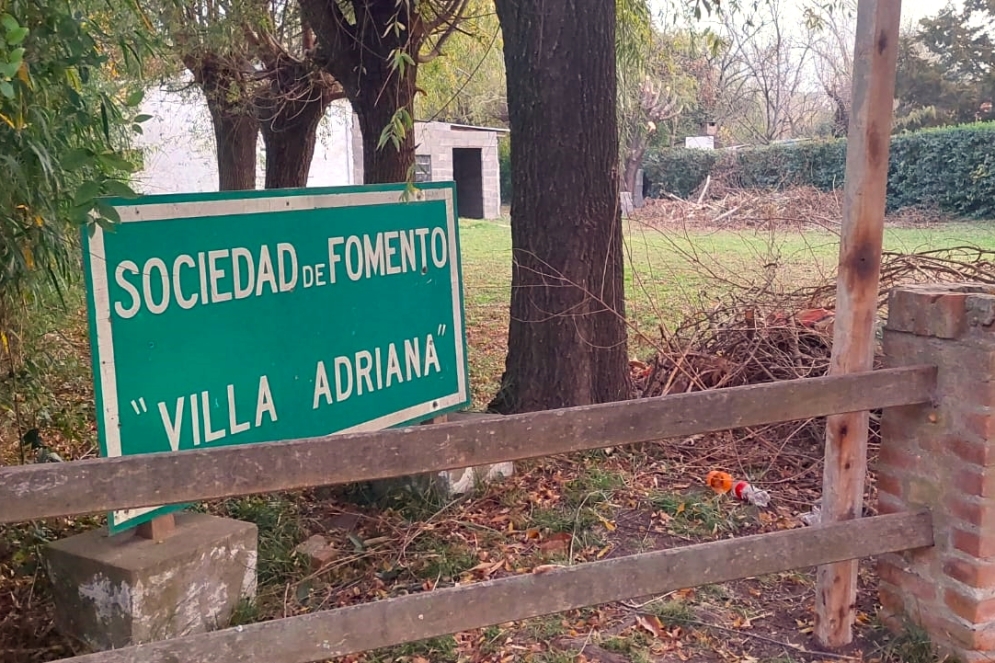 SOCIEDAD DE FOMENTO
"VILLA ADRIANA"